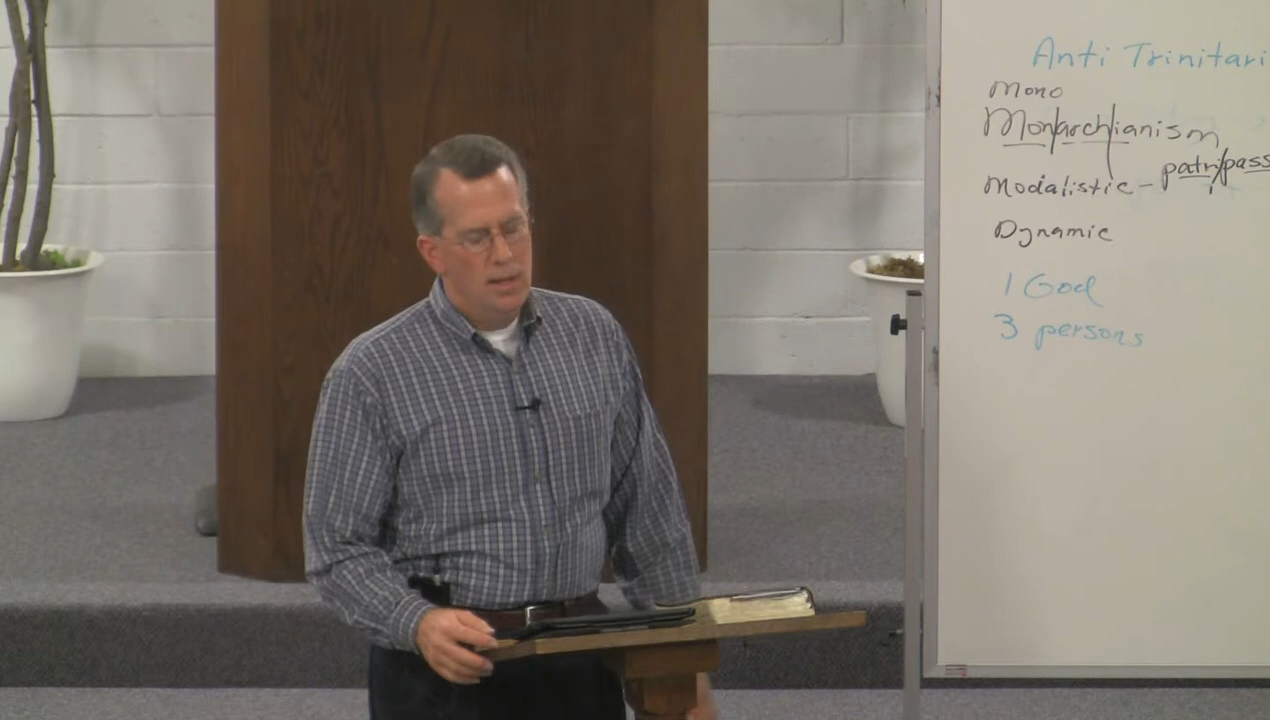 Anti Trinitari
Mono
Monarchianism
Modalistic - patripass
Dynamic
1 God
3 persons